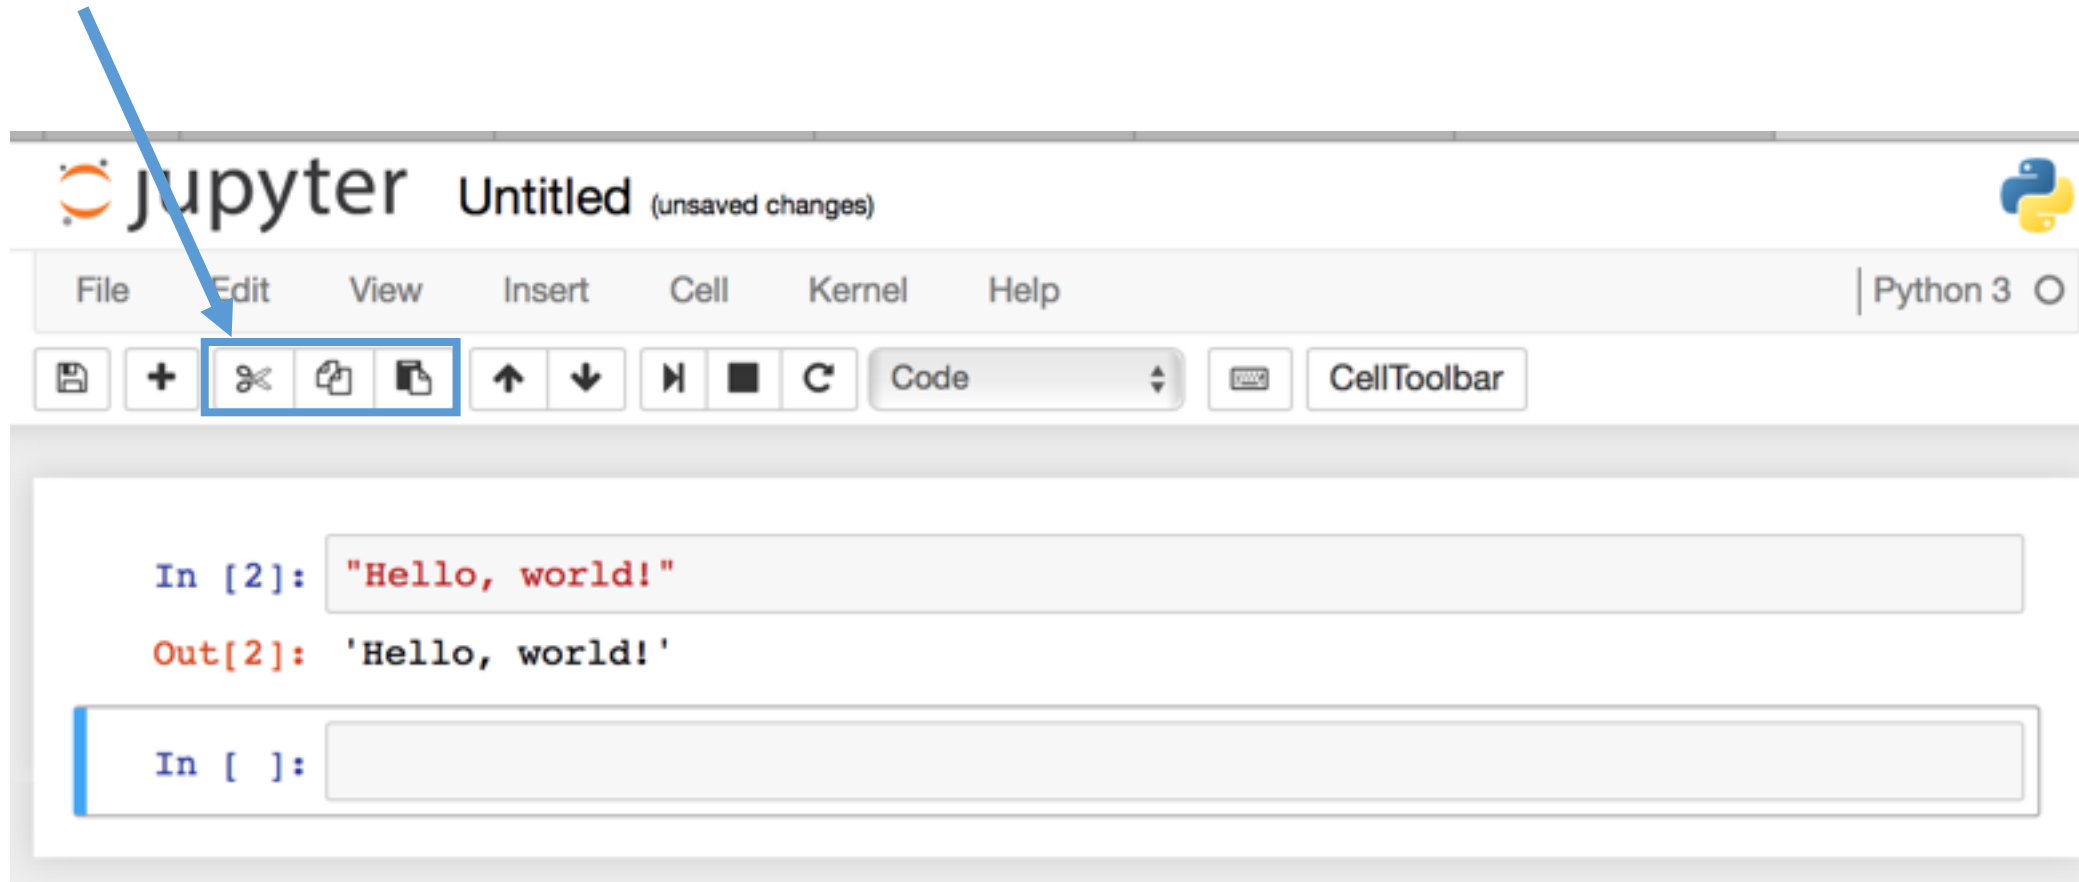 jupyter Untitled (unsaved changes)
File Edit View Insert Cell Kernel Help Python 3
Code CellToolbar
In [2]: "Hello, world!"
Out[2]: 'Hello, world!'
In [ ]: